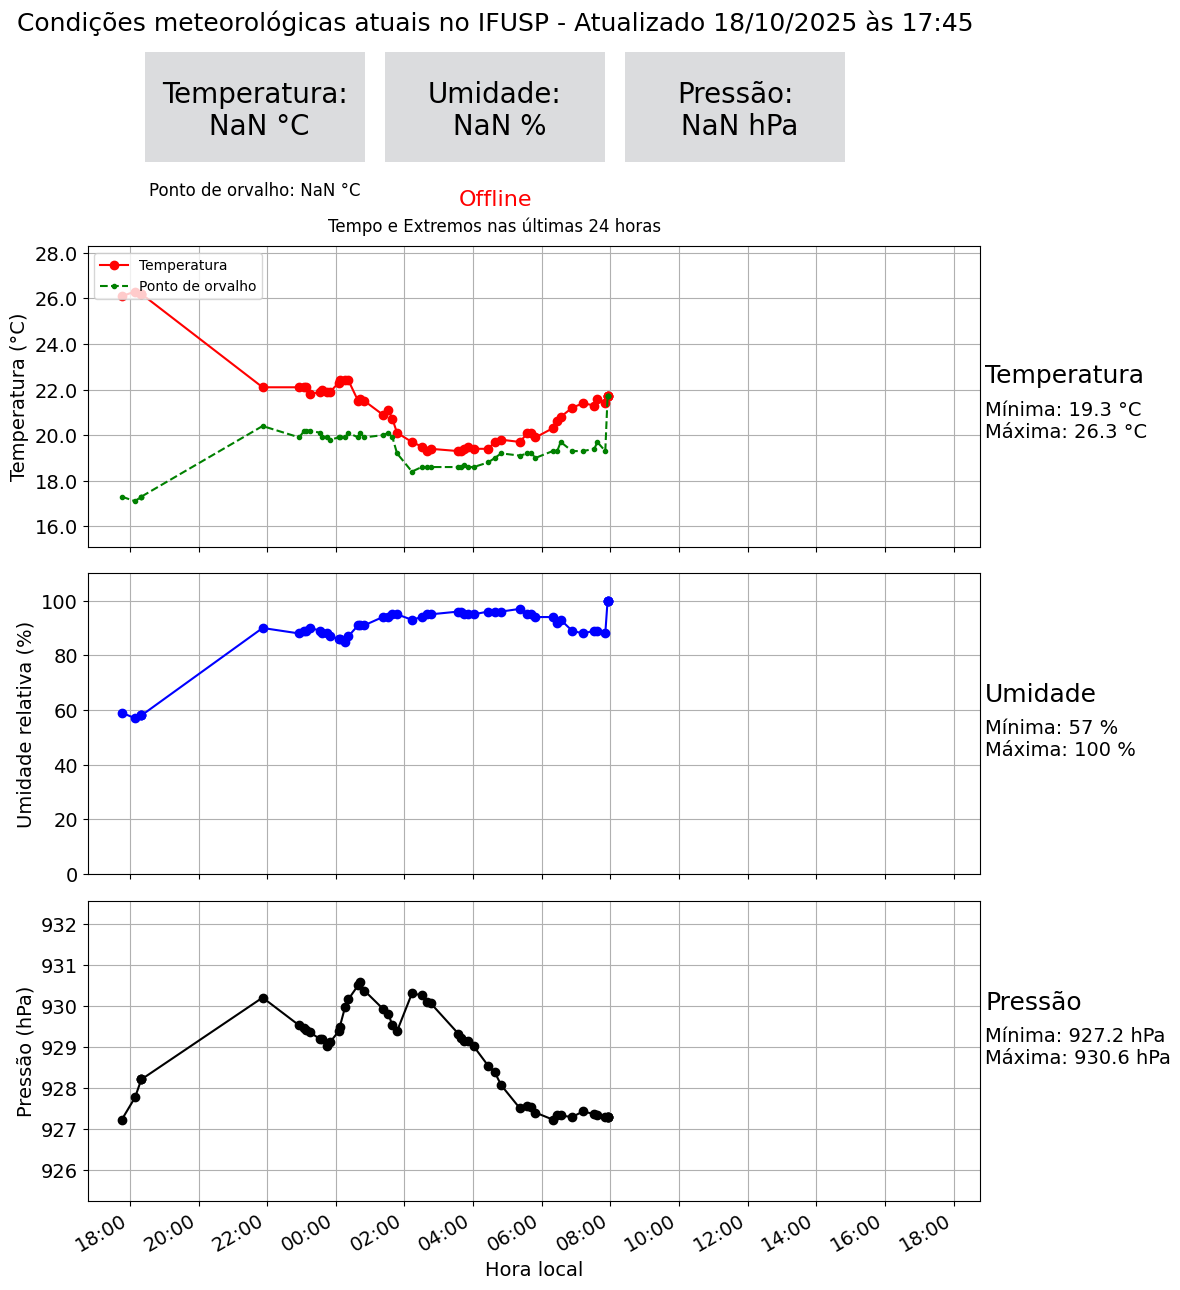 Condições meteorológicas atuais no IFUSP - Atualizado 18/10/2025 às 17:45
Temperatura:
NaN °C
Umidade:
NaN %
Pressão:
NaN hPa
Ponto de orvalho: NaN °C
Offline
Tempo e Extremos nas últimas 24 horas
Temperatura (°C)
28.0
26.0
24.0
22.0
20.0
18.0
16.0
Temperatura
Ponto de orvalho
Temperatura
Mínima: 19.3 °C
Máxima: 26.3 °C
Umidade relativa (%)
100
80
60
40
20
0
Umidade
Mínima: 57 %
Máxima: 100 %
Pressão (hPa)
932
931
930
929
928
927
926
Pressão
Mínima: 927.2 hPa
Máxima: 930.6 hPa
18:00 20:00 22:00 00:00 02:00 04:00 06:00 08:00 10:00 12:00 14:00 16:00 18:00
Hora local